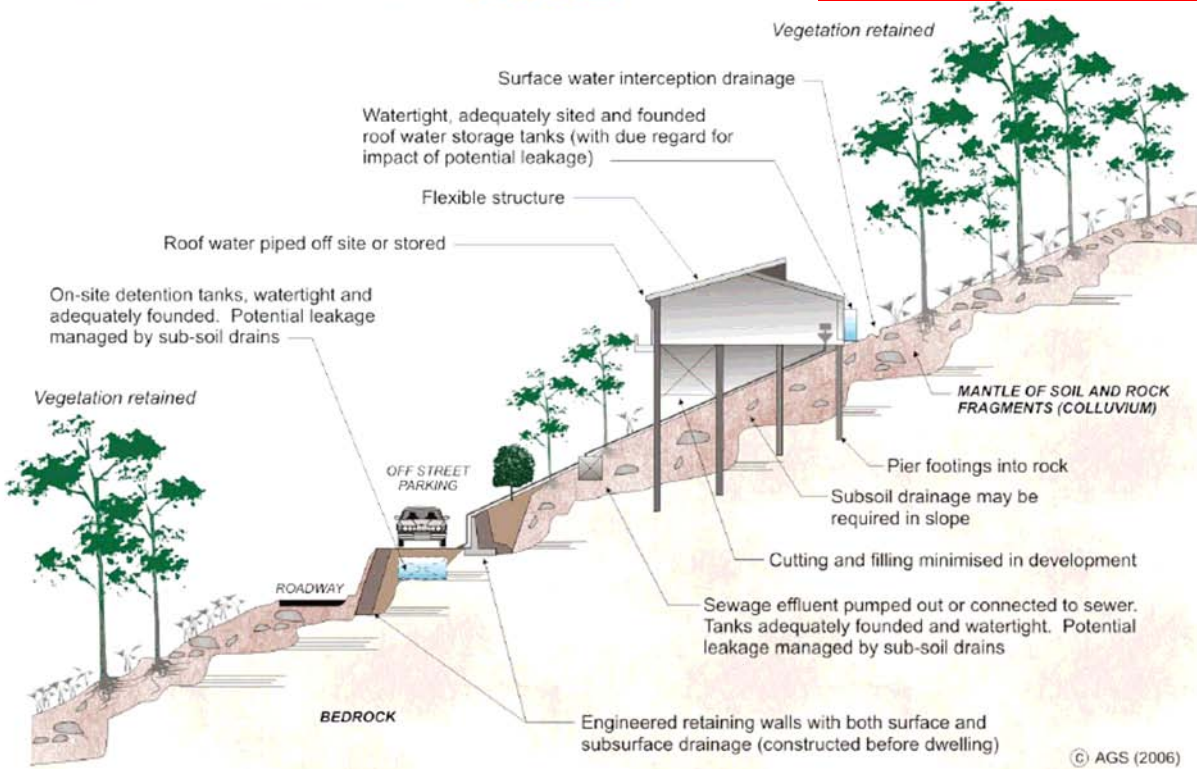 Vegetation retained
Surface water interception drainage
Watertight, adequately sited and founded
roof water storage tanks (with due regard for
impact of potential leakage)
Flexible structure
Roof water piped off site or stored
On-site detention tanks, watertight and
adequately founded. Potential leakage
managed by sub-soil drains
Vegetation retained
MANTLE OF SOIL AND ROCK
FRAGMENTS (COLLUVIUM)
OFF STREET
PARKING
Pier footings into rock
Subsoil drainage may be
required in slope
Cutting and filling minimised in development
ROADWAY
Sewage effluent pumped out or connected to sewer.
Tanks adequately founded and watertight. Potential
leakage managed by sub-soil drains
BEDROCK
Engineered retaining walls with both surface and
subsurface drainage (constructed before dwelling)
© AGS (2006)